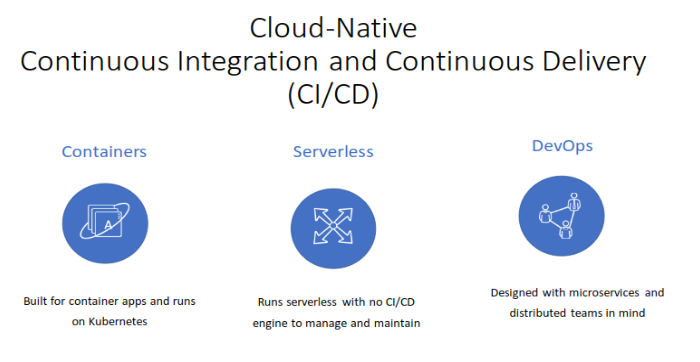 Cloud-Native
Continuous Integration and Continuous Delivery
(CI/CD)
Containers
Serverless
DevOps
A
Built for container apps and runs
on Kubernetes
Runs serverless with no CI/CD
engine to manage and maintain
Designed with microservices and
distributed teams in mind